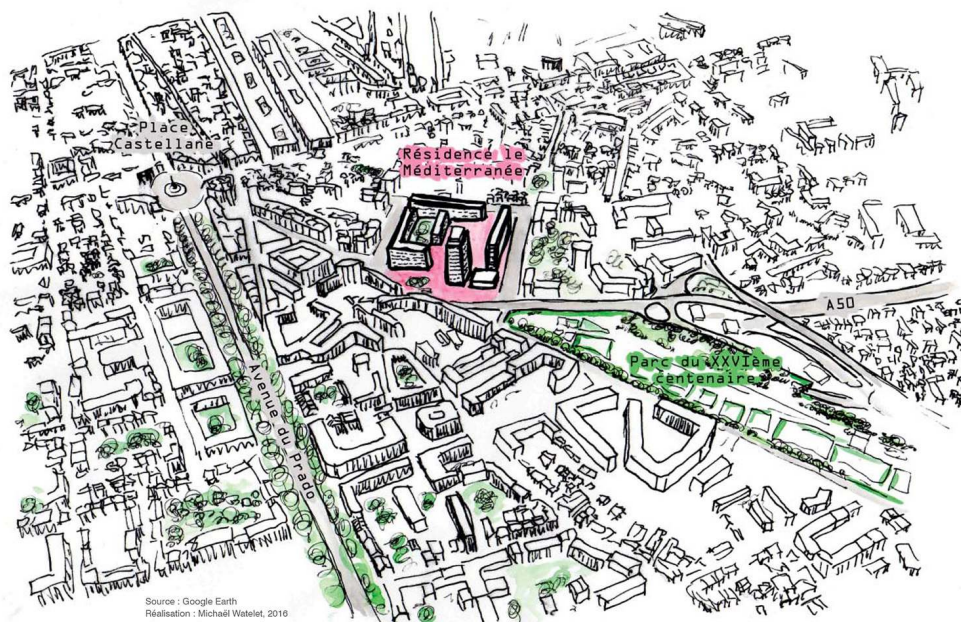 Place
Castellane
Résidence le
Méditerranée
A50
Parc du XXVIème
centenaire
Avenue du Prado
Source : Google Earth
Réalisation : Michaël Watelet, 2016